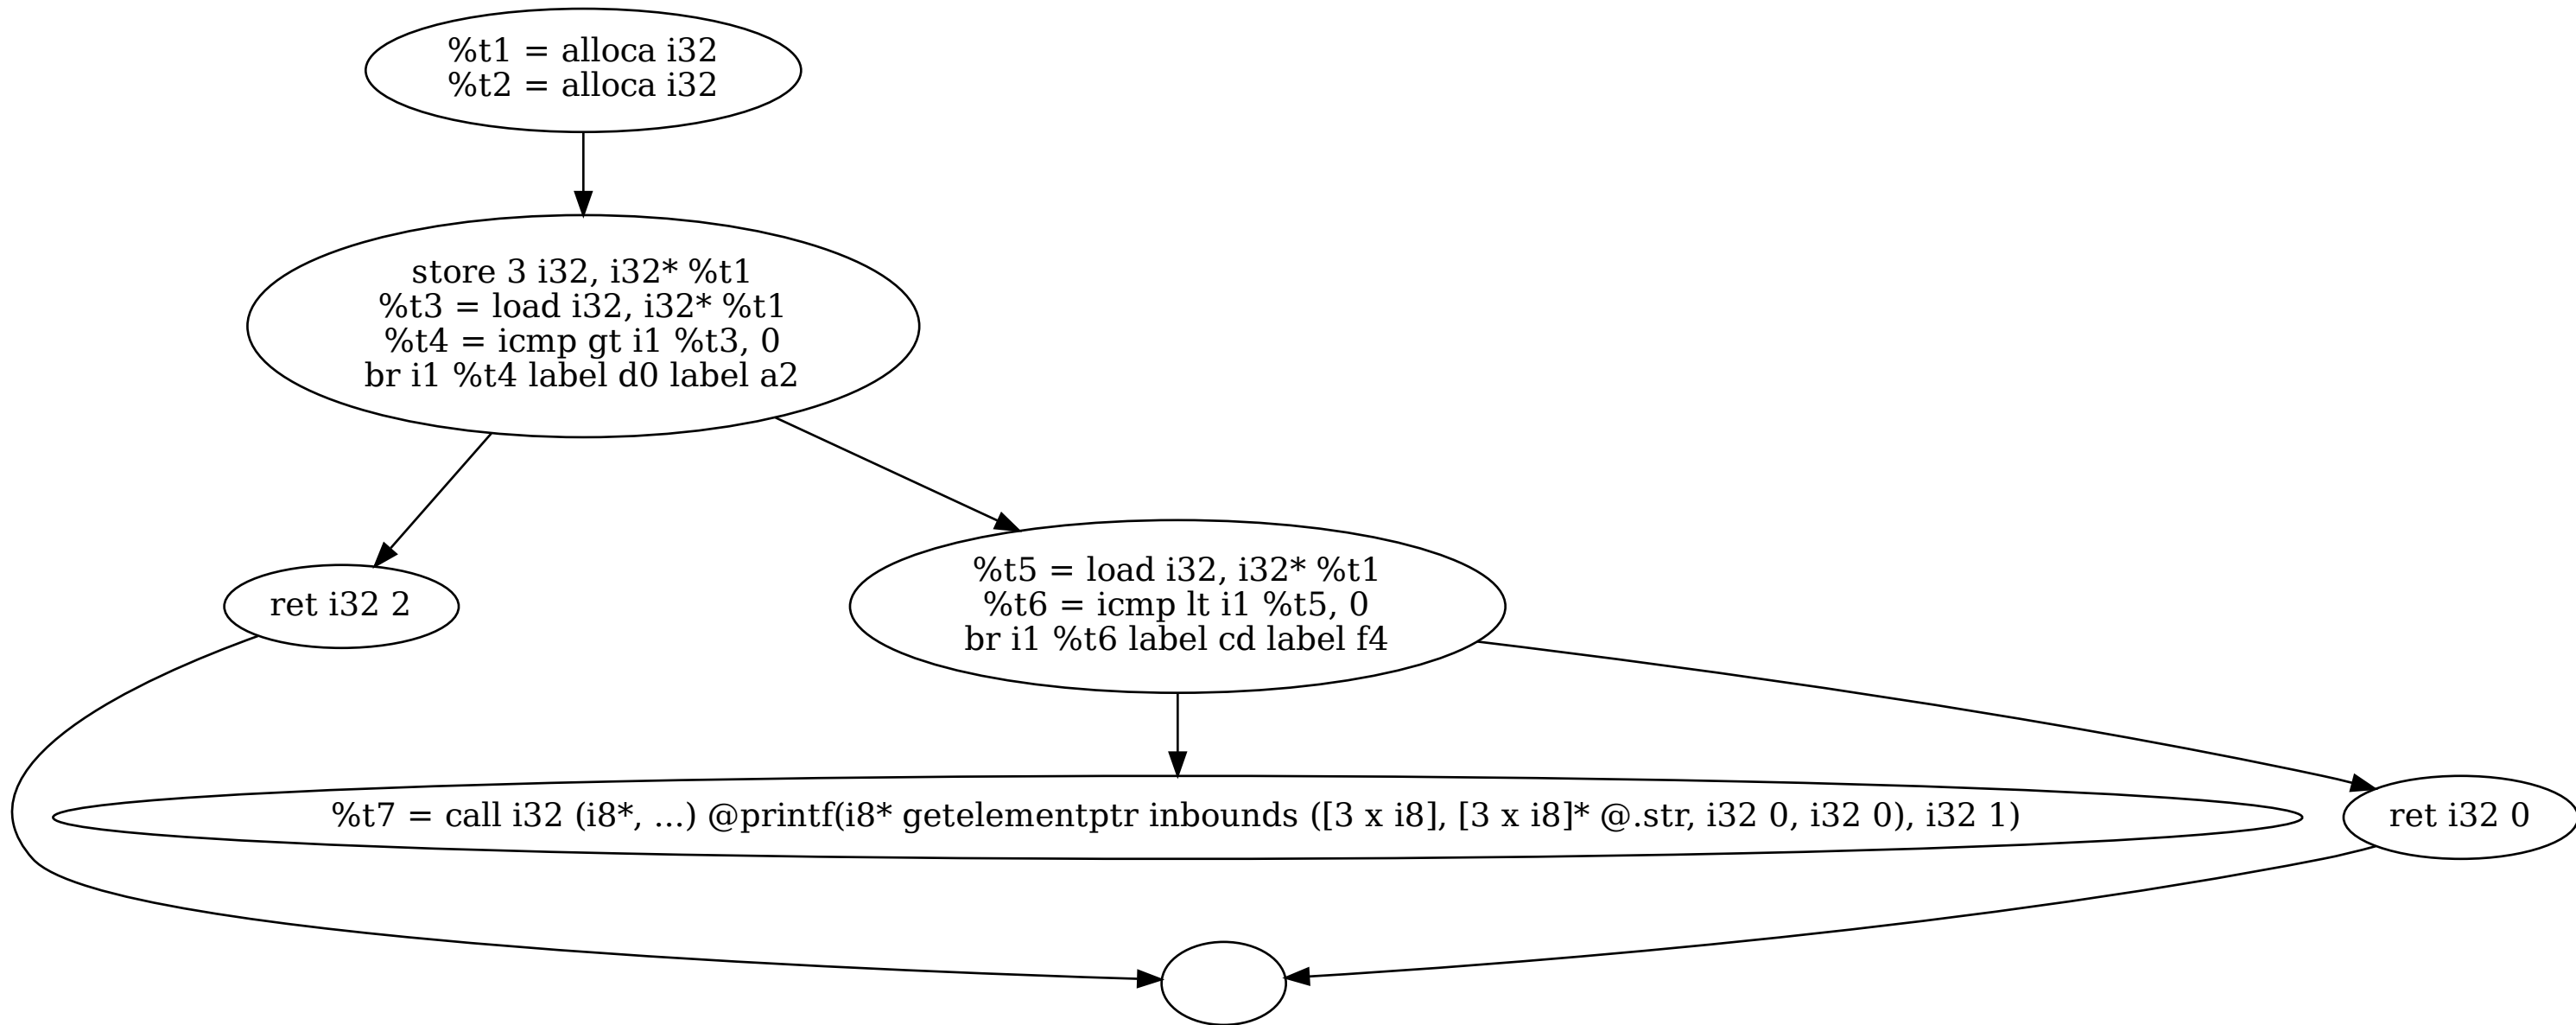 %t1 = alloca i32
%t2 = alloca i32
store 3 i32, i32* %t1
%t3 = load i32, i32* %t1
%t4 = icmp gt i1 %t3, 0
br i1 %t4 label d0 label a2
ret i32 2
%t5 = load i32, i32* %t1
%t6 = icmp lt i1 %t5, 0
br i1 %t6 label cd label f4
%t7 = call i32 (i8*, ...) @printf(i8* getelementptr inbounds ([3 x i8], [3 x i8]* @.str, i32 0, i32 0), i32 1)
ret i32 0